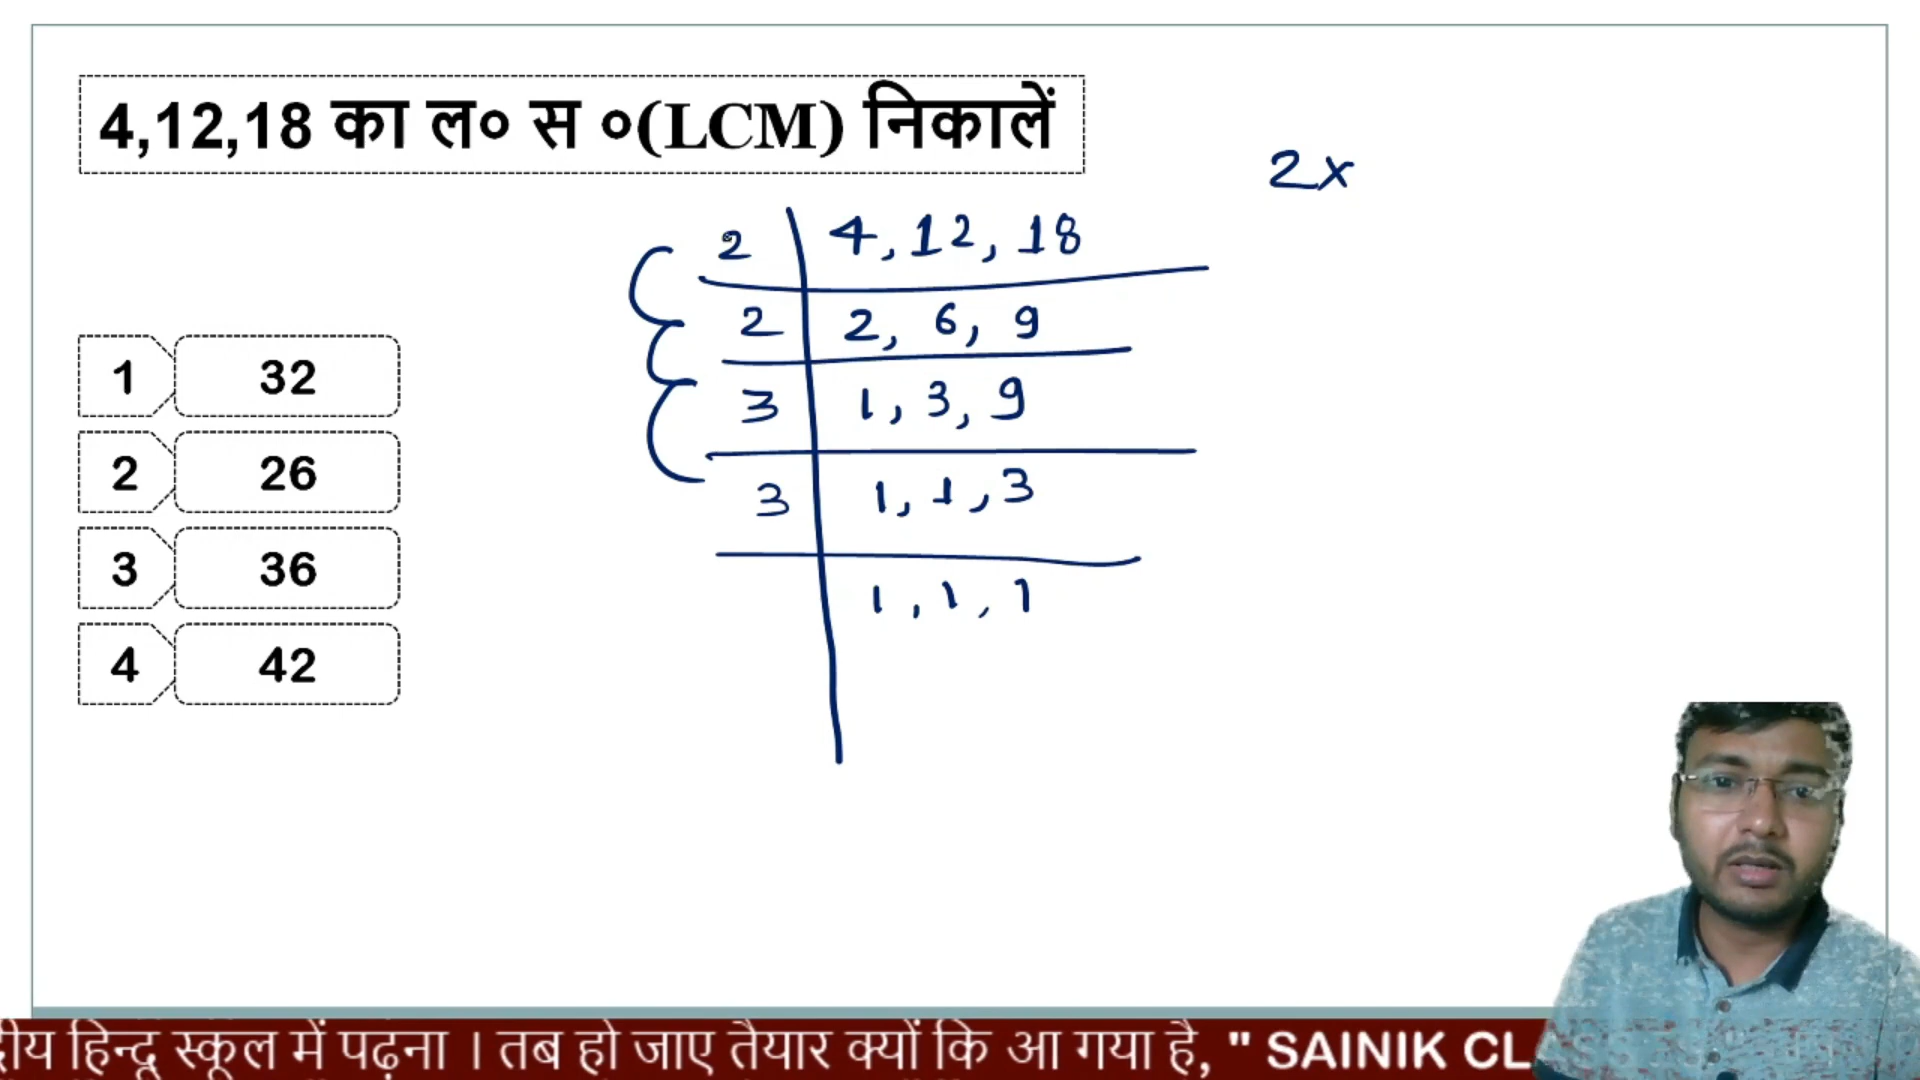 4,12,18 का ल० स ०(LCM) निकालें
2x
2 4, 12, 18
2 2, 6, 9
3 1, 3, 9
3 1, 1, 3
1, 1, 1
1 32
2 26
3 36
4 42
हिन्दू स्कूल में पढ़ना । तब हो जाए तैयार क्यों कि आ गया है, " SAINIK